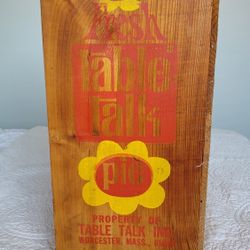 Fresh
table
talk
pie
PROPERTY OF
TABLE TALK INC.
WORCESTER, MASS., U.S.A.